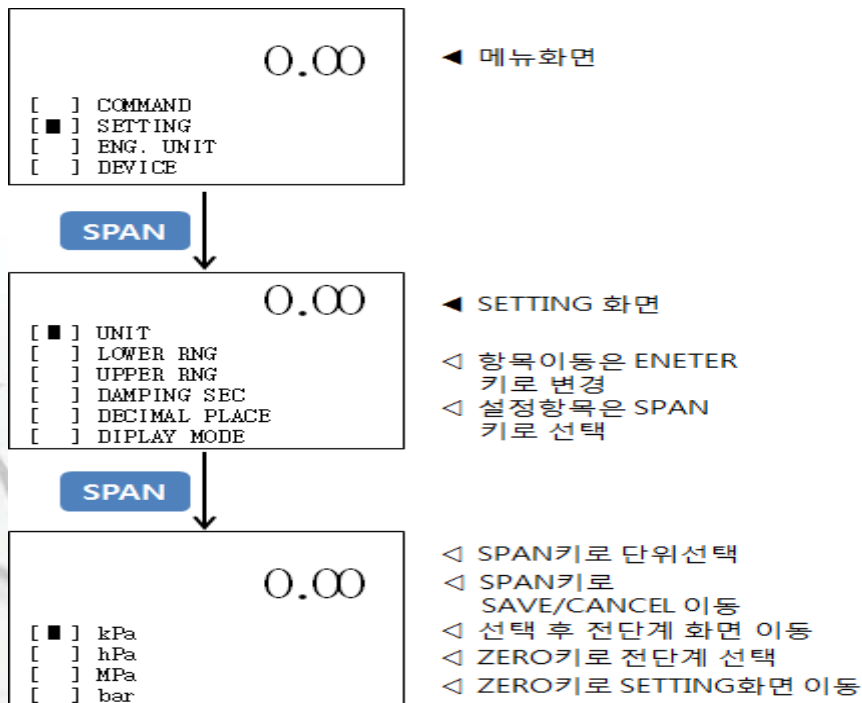 0.00
◀ 메뉴화면
[ ] COMMAND
[■] SETTING
[ ] ENG. UNIT
[ ] DEVICE
SPAN
0.00
◀ SETTING 화면
[■] UNIT
[ ] LOWER RNG
[ ] UPPER RNG
[ ] DAMPING SEC
[ ] DECIMAL PLACE
[ ] DIPLAY MODE
◁ 항목이동은 ENETER
키로 변경
◁ 설정항목은 SPAN
키로 선택
SPAN
0.00
[■] kPa
[ ] hPa
[ ] MPa
[ ] bar
◁ SPAN키로 단위선택
◁ SPAN키로
SAVE/CANCEL 이동
◁ 선택 후 전단계 화면 이동
◁ ZERO키로 전단계 선택
◁ ZERO키로 SETTING화면 이동